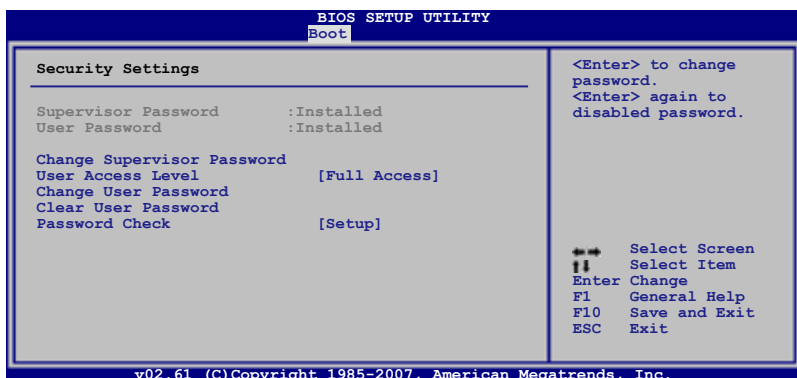 BIOS SETUP UTILITY
Boot
Security Settings
Supervisor Password :Installed
User Password :Installed
Change Supervisor Password
User Access Level [Full Access]
Change User Password
Clear User Password
Password Check [Setup]
<Enter> to change
password.
<Enter> again to
disabled password.
Select Screen
Select Item
Enter Change
F1 General Help
F10 Save and Exit
ESC Exit
v02.61 (C)Copyright 1985-2007, American Megatrends, Inc.